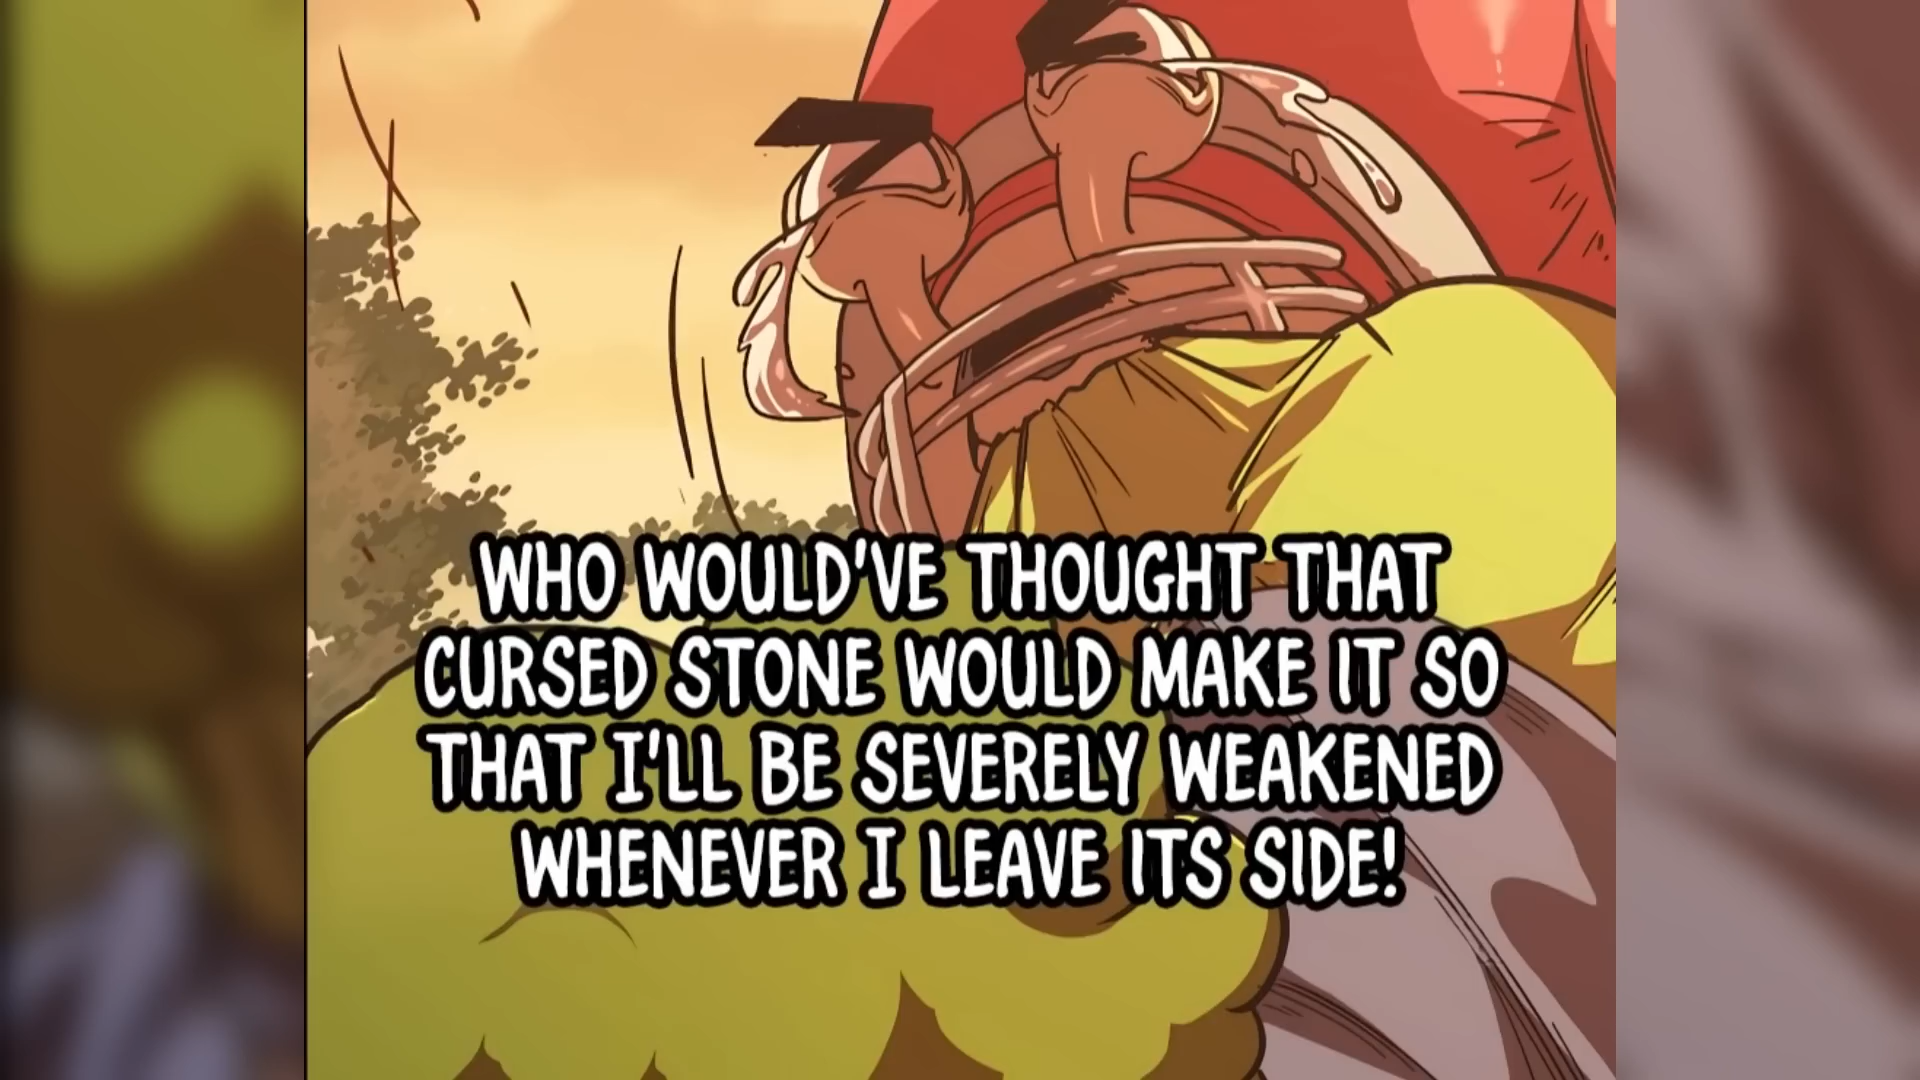 WHO WOULD'VE THOUGHT THAT
CURSED STONE WOULD MAKE IT SO
THAT I'LL BE SEVERELY WEAKENED
WHENEVER I LEAVE ITS SIDE!